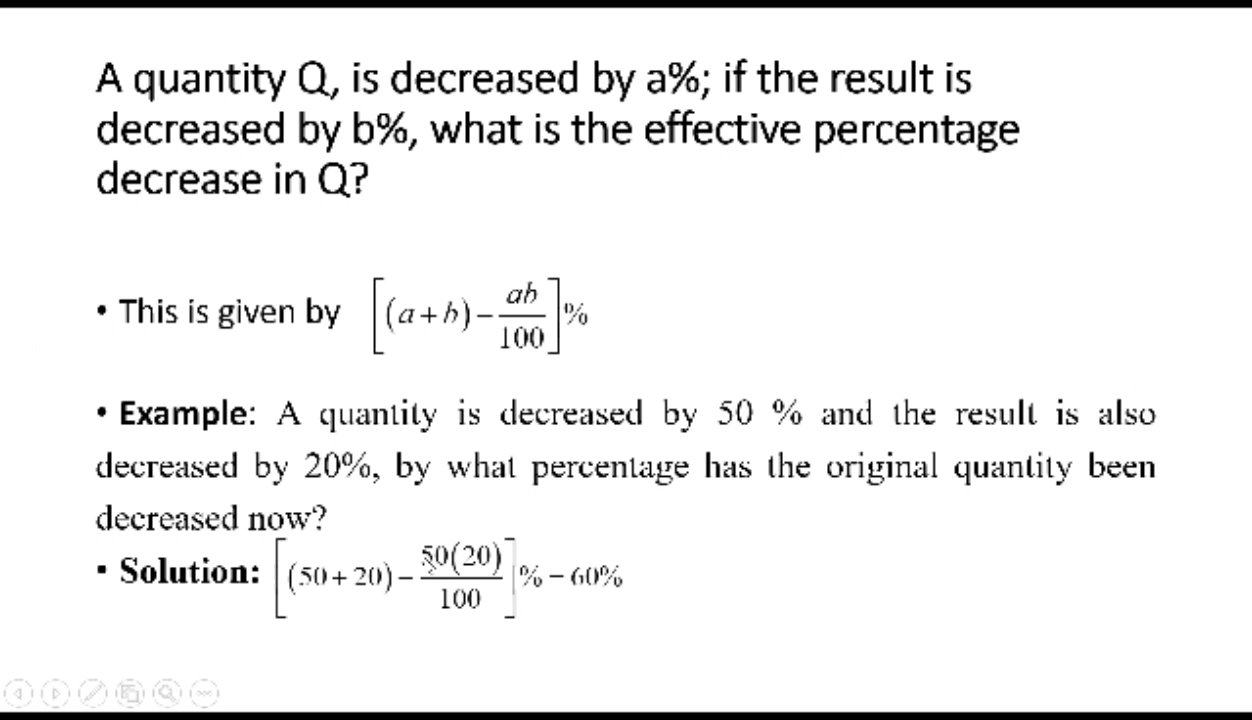 A quantity Q, is decreased by a%; if the result is
decreased by b%, what is the effective percentage
decrease in Q?
• This is given by [(a+b)−ab/100]%
• Example: A quantity is decreased by 50 % and the result is also
decreased by 20%, by what percentage has the original quantity been
decreased now?
• Solution: [(50+20)−50(20)/100]% = 60%